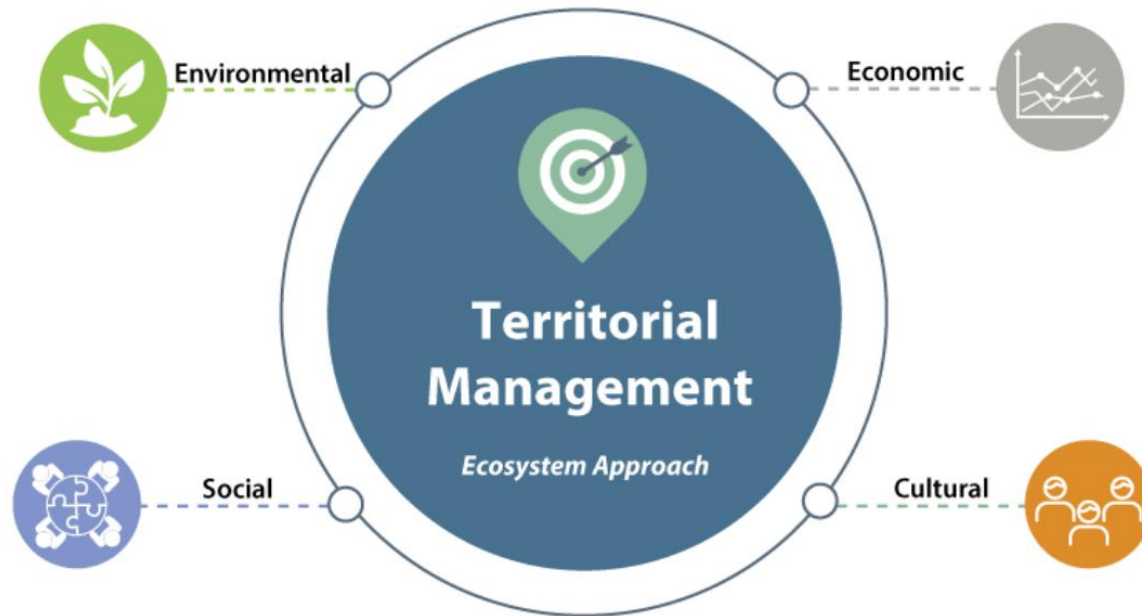 Environmental
Economic
Territorial
Management
Ecosystem Approach
Social
Cultural